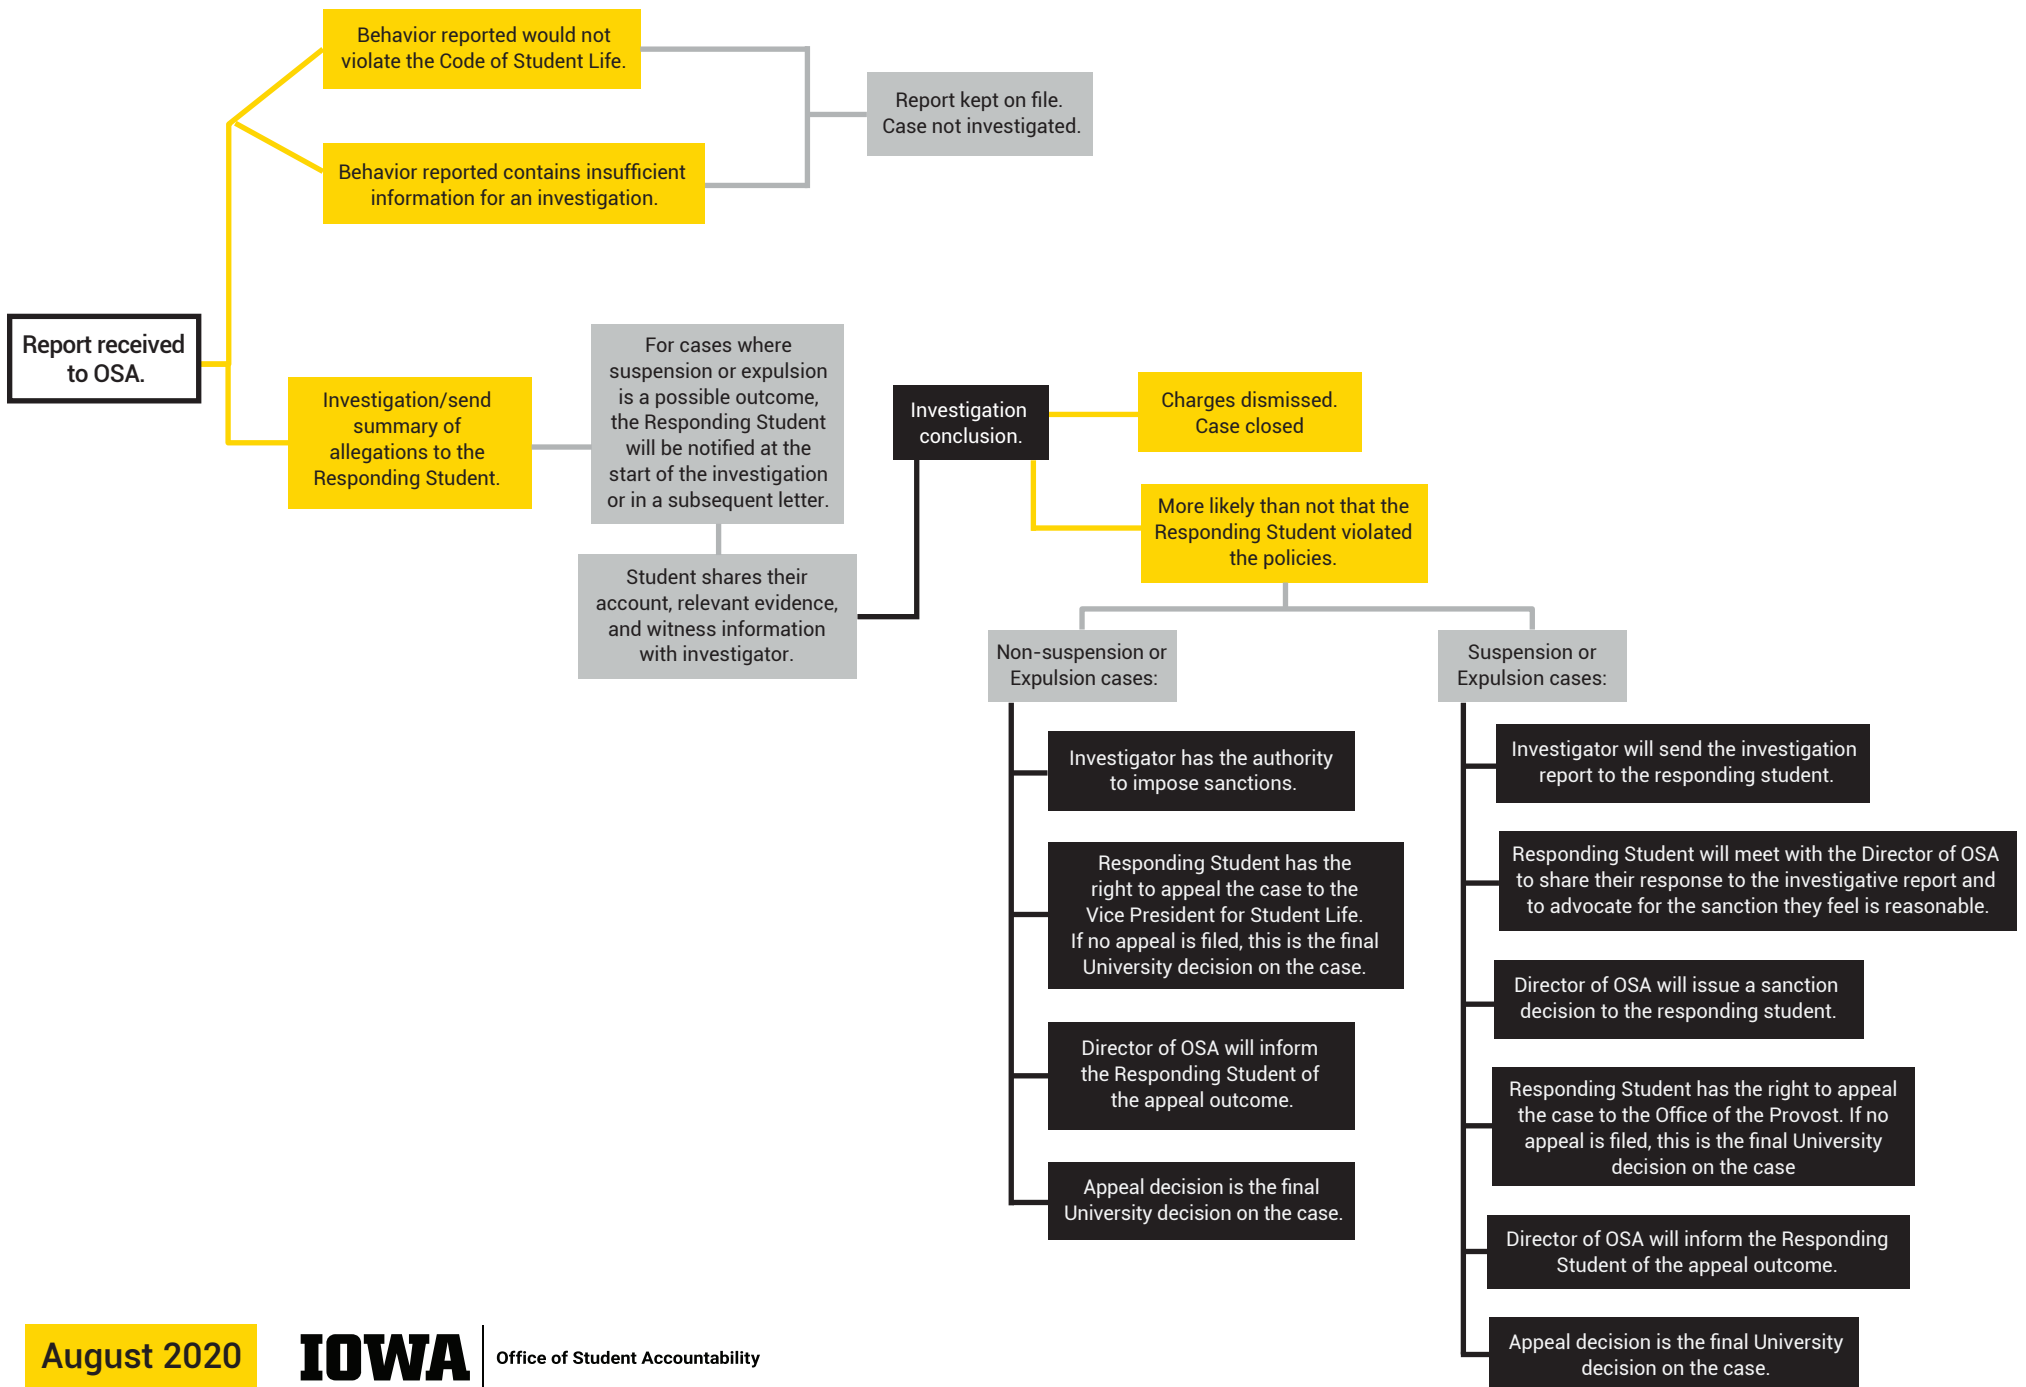 Behavior reported would not
violate the Code of Student Life.
Report kept on file.
Case not investigated.
Behavior reported contains insufficient
information for an investigation.
Report received
to OSA.
Investigation/send
summary of
allegations to the
Responding Student.
For cases where
suspension or expulsion
is a possible outcome,
the Responding Student
will be notified at the
start of the investigation
or in a subsequent letter.
Student shares their
account, relevant evidence,
and witness information
with investigator.
Investigation
conclusion.
Charges dismissed.
Case closed
More likely than not that the
Responding Student violated
the policies.
Non-suspension or
Expulsion cases:
Investigator has the authority
to impose sanctions.
Responding Student has the
right to appeal the case to the
Vice President for Student Life.
If no appeal is filed, this is the final
University decision on the case.
Director of OSA will inform
the Responding Student of
the appeal outcome.
Appeal decision is the final
University decision on the case.
Suspension or
Expulsion cases:
Investigator will send the investigation
report to the responding student.
Responding Student will meet with the Director of OSA
to share their response to the investigative report and
to advocate for the sanction they feel is reasonable.
Director of OSA will issue a sanction
decision to the responding student.
Responding Student has the right to appeal
the case to the Office of the Provost. If no
appeal is filed, this is the final University
decision on the case
Director of OSA will inform the Responding
Student of the appeal outcome.
Appeal decision is the final University
decision on the case.
August 2020
IOWA
Office of Student Accountability